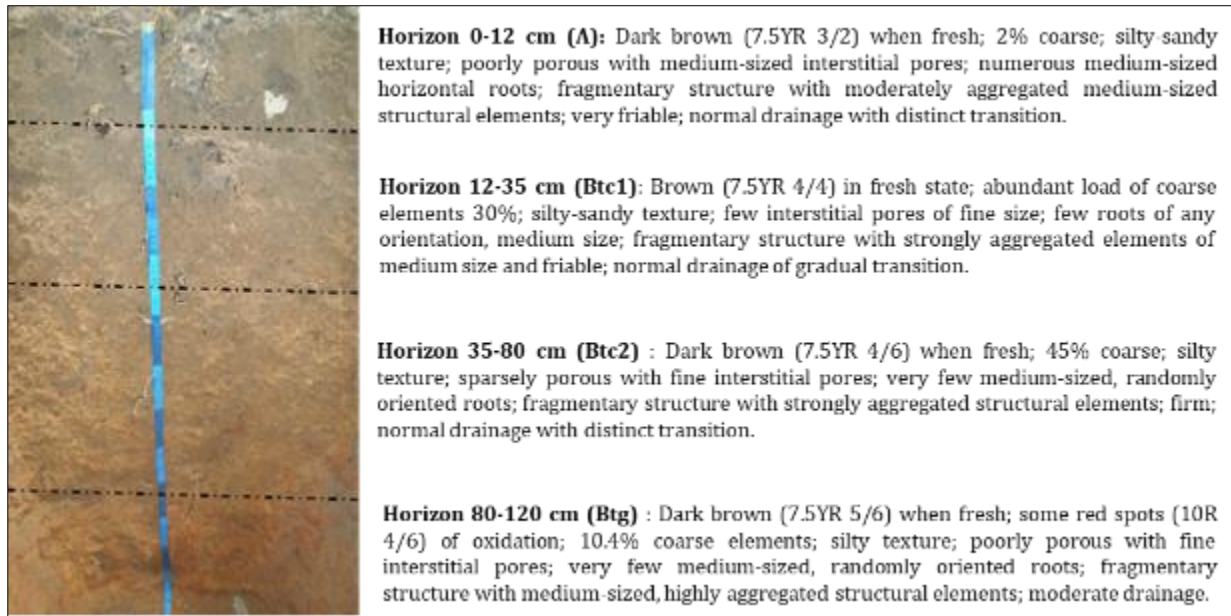 Horizon 0-12 cm (A): Dark brown (7.5YR 3/2) when fresh; 2% coarse; silty-sandy
texture; poorly porous with medium-sized interstitial pores; numerous medium-sized
horizontal roots; fragmentary structure with moderately aggregated medium-sized
structural elements; very friable; normal drainage with distinct transition.
Horizon 12-35 cm (Btc1): Brown (7.5YR 4/4) in fresh state; abundant load of coarse
elements 30%; silty-sandy texture; few interstitial pores of fine size; few roots of any
orientation, medium size; fragmentary structure with strongly aggregated elements of
medium size and friable; normal drainage of gradual transition.
Horizon 35-80 cm (Btc2) : Dark brown (7.5YR 4/6) when fresh; 45% coarse; silty
texture; sparsely porous with fine interstitial pores; very few medium-sized, randomly
oriented roots; fragmentary structure with strongly aggregated structural elements; firm;
normal drainage with distinct transition.
Horizon 80-120 cm (Btg) : Dark brown (7.5YR 5/6) when fresh; some red spots (10R
4/6) of oxidation; 10.4% coarse elements; silty texture; poorly porous with fine
interstitial pores; very few medium-sized, randomly oriented roots; fragmentary
structure with medium-sized, highly aggregated structural elements; moderate drainage.